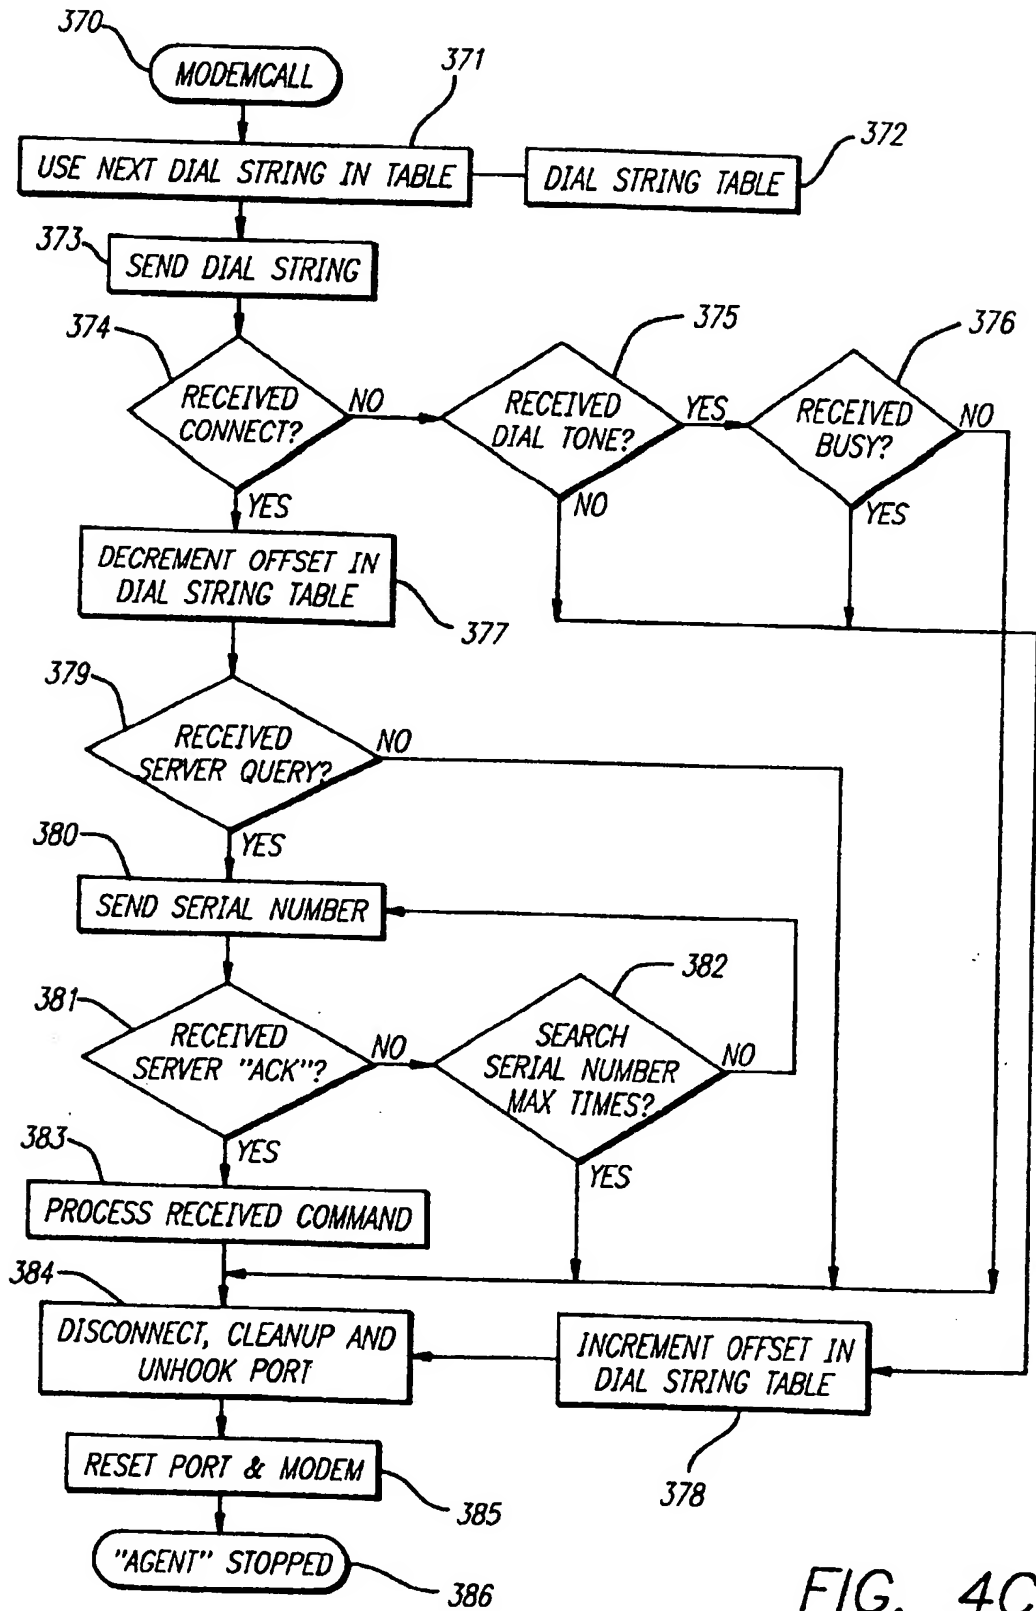 370
MODEMCALL
371
USE NEXT DIAL STRING IN TABLE
372
DIAL STRING TABLE
373
SEND DIAL STRING
374
RECEIVED
CONNECT?
NO
YES
375
RECEIVED
DIAL TONE?
YES
NO
376
RECEIVED
BUSY?
NO
YES
DECREMENT OFFSET IN
DIAL STRING TABLE
377
379
RECEIVED
SERVER QUERY?
NO
YES
380
SEND SERIAL NUMBER
381
RECEIVED
SERVER "ACK"?
NO
YES
382
SEARCH
SERIAL NUMBER
MAX TIMES?
NO
YES
383
PROCESS RECEIVED COMMAND
384
DISCONNECT, CLEANUP AND
UNHOOK PORT
INCREMENT OFFSET IN
DIAL STRING TABLE
378
RESET PORT & MODEM
385
"AGENT" STOPPED
386
FIG. 4C